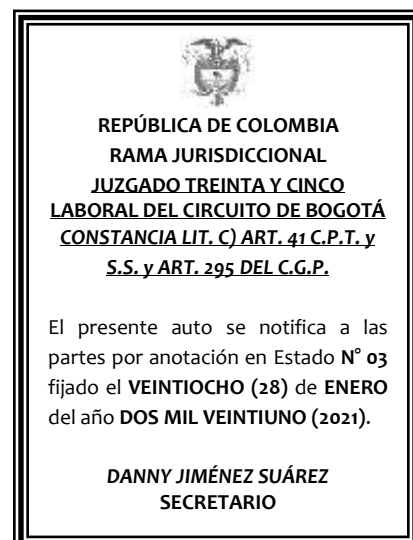 REPÚBLICA DE COLOMBIA
RAMA JURISDICCIONAL
JUZGADO TREINTA Y CINCO
LABORAL DEL CIRCUITO DE BOGOTÁ
CONSTANCIA LIT. C) ART. 41 C.P.T. y
S.S. y ART. 295 DEL C.G.P.
El presente auto se notifica a las
partes por anotación en Estado N° 03
fijado el VEINTIOCHO (28) de ENERO
del año DOS MIL VEINTIUNO (2021).
DANNY JIMÉNEZ SUÁREZ
SECRETARIO